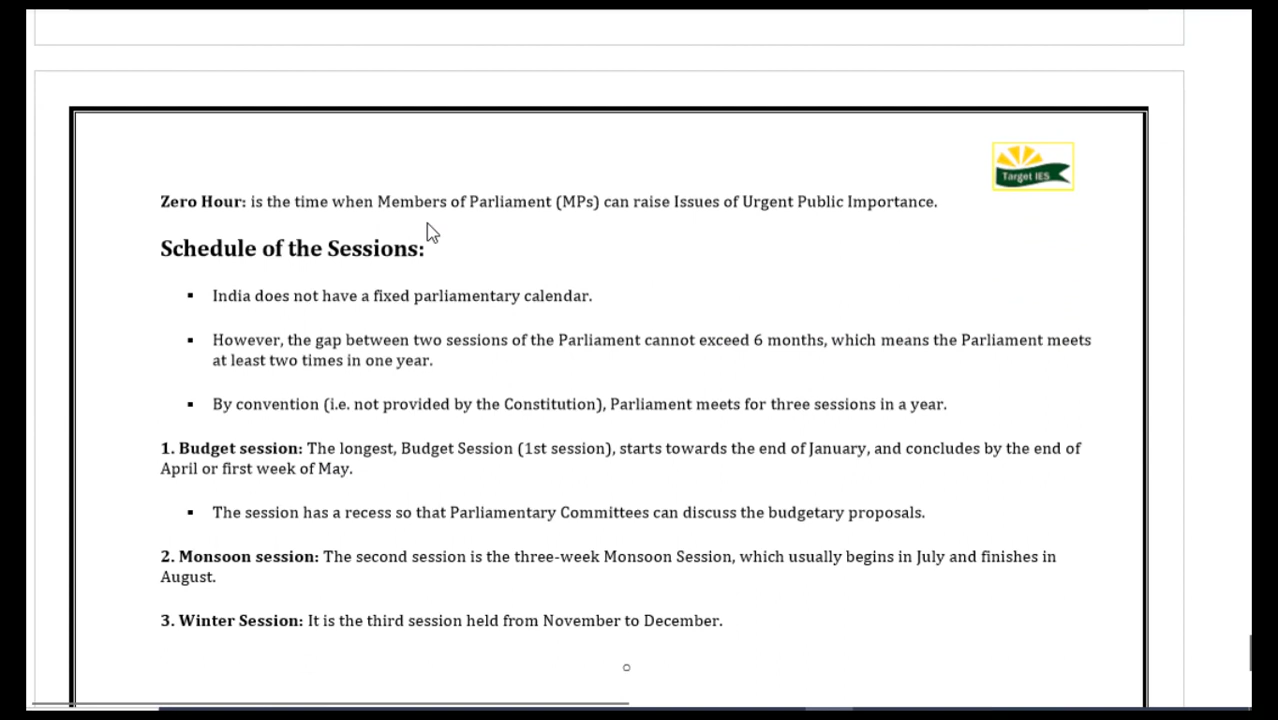 Target IES
Zero Hour: is the time when Members of Parliament (MPs) can raise Issues of Urgent Public Importance.
Schedule of the Sessions:
▪ India does not have a fixed parliamentary calendar.
▪ However, the gap between two sessions of the Parliament cannot exceed 6 months, which means the Parliament meets
at least two times in one year.
▪ By convention (i.e. not provided by the Constitution), Parliament meets for three sessions in a year.
1. Budget session: The longest, Budget Session (1st session), starts towards the end of January, and concludes by the end of
April or first week of May.
▪ The session has a recess so that Parliamentary Committees can discuss the budgetary proposals.
2. Monsoon session: The second session is the three-week Monsoon Session, which usually begins in July and finishes in
August.
3. Winter Session: It is the third session held from November to December.